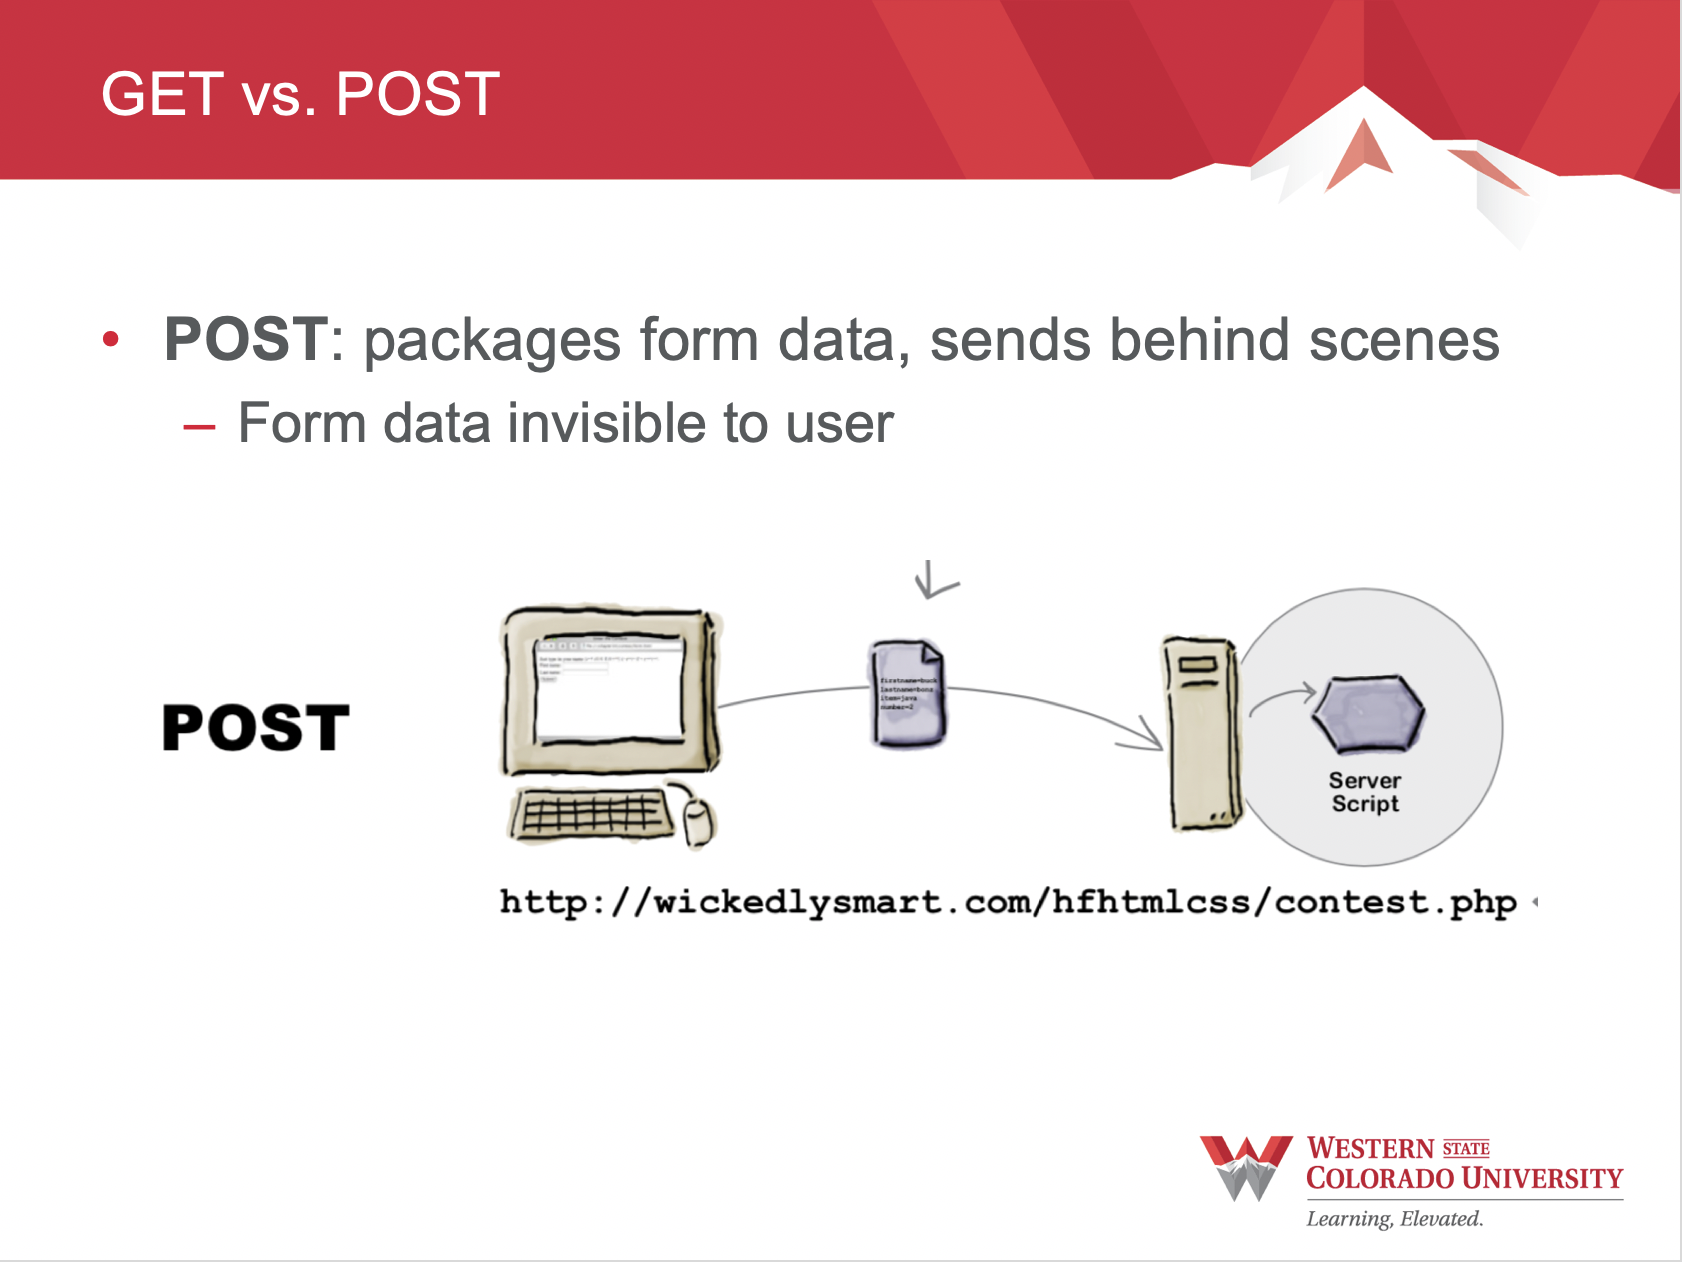 GET vs. POST
• POST: packages form data, sends behind scenes
– Form data invisible to user
firstname=buck
lastname=bonz
item=java
number=2
POST
Server
Script
http://wickedlysmart.com/hfhtmlcss/contest.php
WESTERN STATE
COLORADO UNIVERSITY
Learning, Elevated.